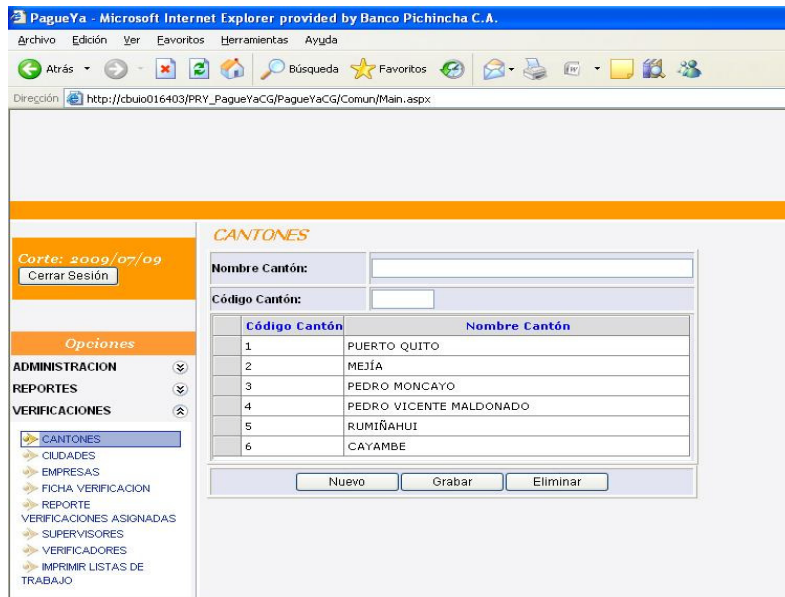 PagueYa - Microsoft Internet Explorer provided by Banco Pichincha C.A.
Archivo Edición Ver Favoritos Herramientas Ayuda
Atrás Búsqueda Favoritos
Dirección http://cbuio016403/PRY_PagueYaCG/PagueYaCG/Comun/Main.aspx
Corte: 2009/07/09
Cerrar Sesión
Opciones
ADMINISTRACION
REPORTES
VERIFICACIONES
CANTONES
CIUDADES
EMPRESAS
FICHA VERIFICACION
REPORTE
VERIFICACIONES ASIGNADAS
SUPERVISORES
VERIFICADORES
IMPRIMIR LISTAS DE
TRABAJO
CANTONES
Nombre Cantón:
Código Cantón:
Código Cantón Nombre Cantón
1 PUERTO QUITO
2 MEJÍA
3 PEDRO MONCAYO
4 PEDRO VICENTE MALDONADO
5 RUMIÑAHUI
6 CAYAMBE
Nuevo Grabar Eliminar